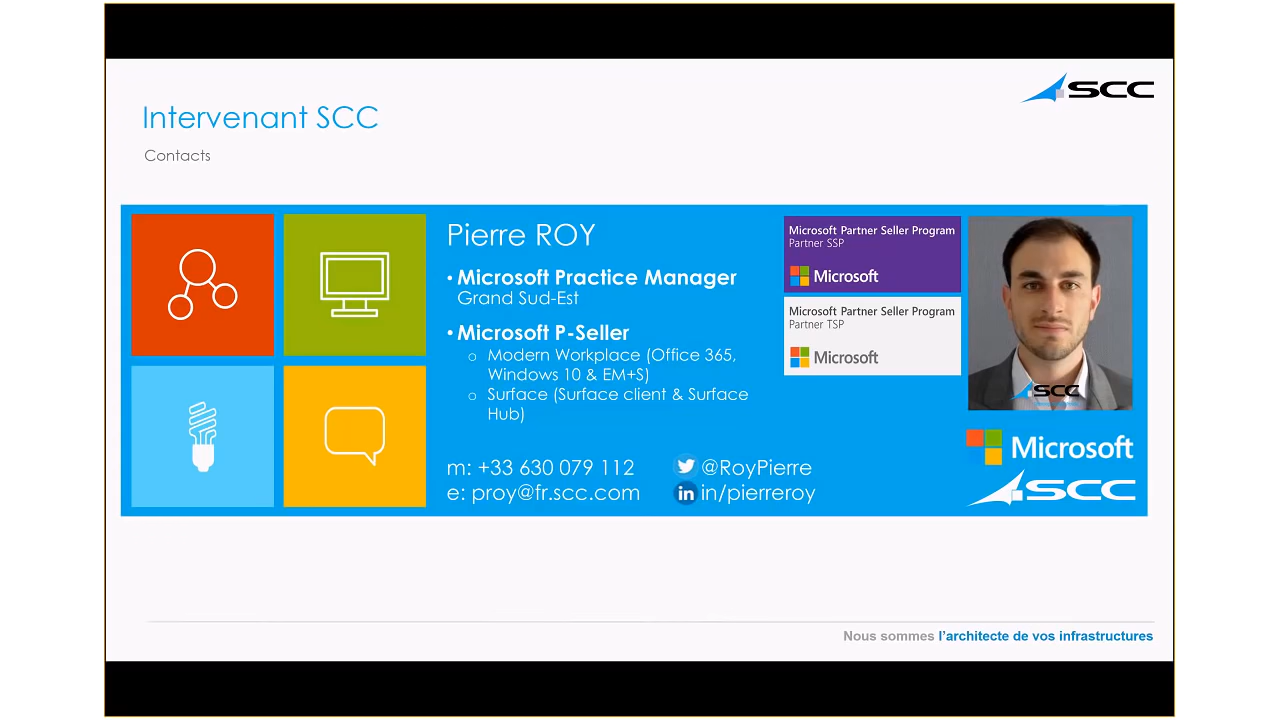 SCC
Intervenant SCC
Contacts
Pierre ROY
• Microsoft Practice Manager
Grand Sud-Est
• Microsoft P-Seller
o Modern Workplace (Office 365,
Windows 10 & EM+S)
o Surface (Surface client & Surface
Hub)
m: +33 630 079 112
@RoyPierre
e: proy@fr.scc.com
in in/pierreroy
Microsoft Partner Seller Program
Partner SSP
Microsoft
Microsoft Partner Seller Program
Partner TSP
Microsoft
SCC
Microsoft
SCC
Nous sommes l'architecte de vos infrastructures